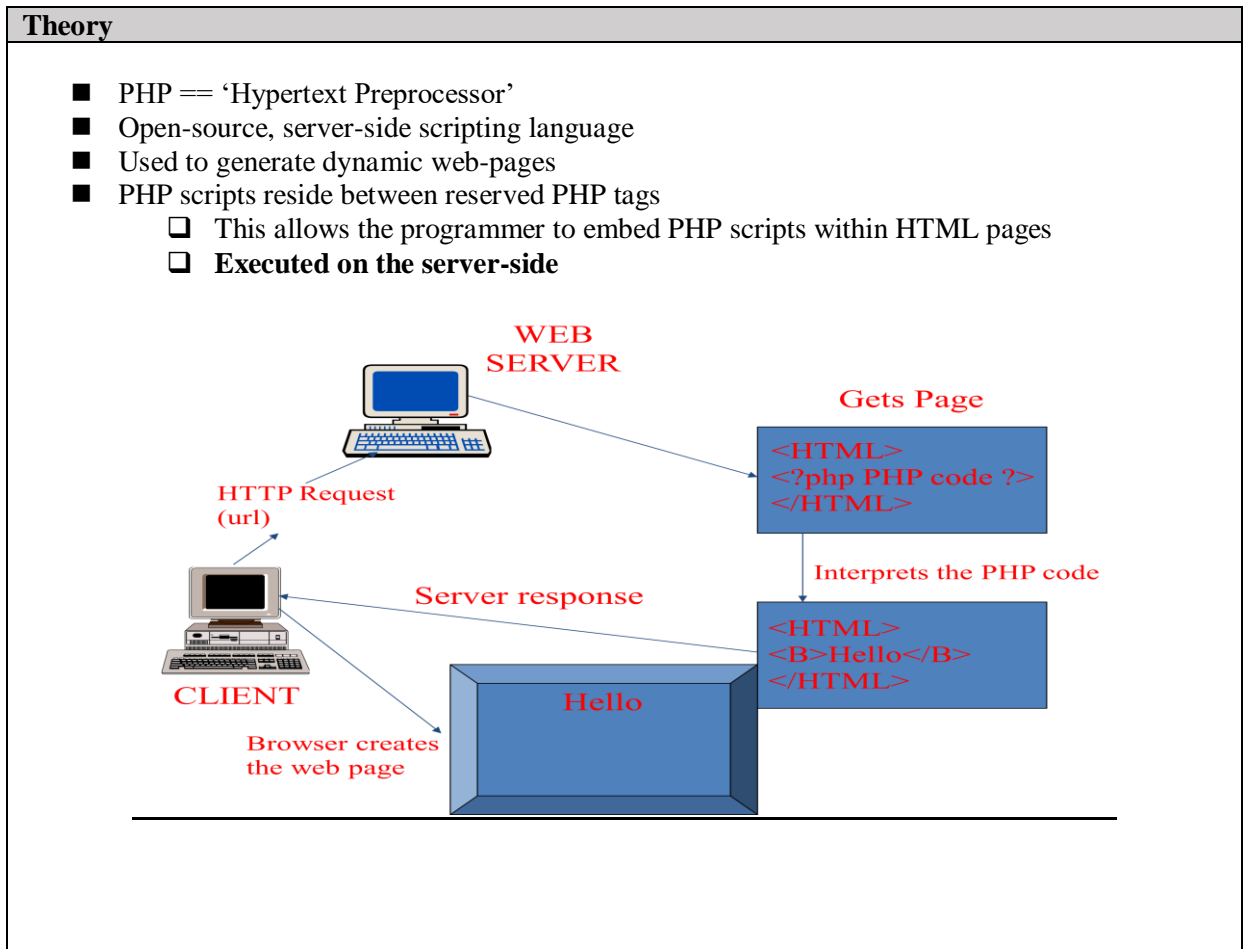 Theory
■ PHP == ‘Hypertext Preprocessor’
■ Open-source, server-side scripting language
■ Used to generate dynamic web-pages
■ PHP scripts reside between reserved PHP tags
❑ This allows the programmer to embed PHP scripts within HTML pages
❑ Executed on the server-side
WEB
SERVER
Gets Page
<HTML>
<?php PHP code ?>
</HTML>
HTTP Request
(url)
Interprets the PHP code
Server response
<HTML>
<B>Hello</B>
</HTML>
CLIENT
Hello
Browser creates
the web page